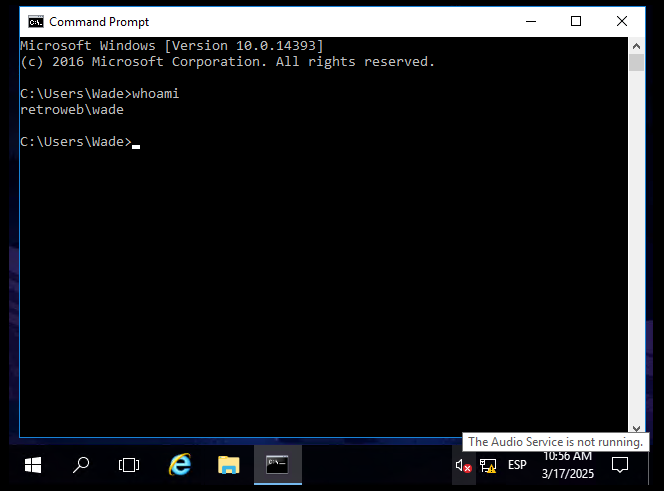 Command Prompt
Microsoft Windows [Version 10.0.14393]
(c) 2016 Microsoft Corporation. All rights reserved.
C:\Users\Wade>whoami
retroweb\wade
C:\Users\Wade>
The Audio Service is not running.
ESP
10:56 AM
3/17/2025